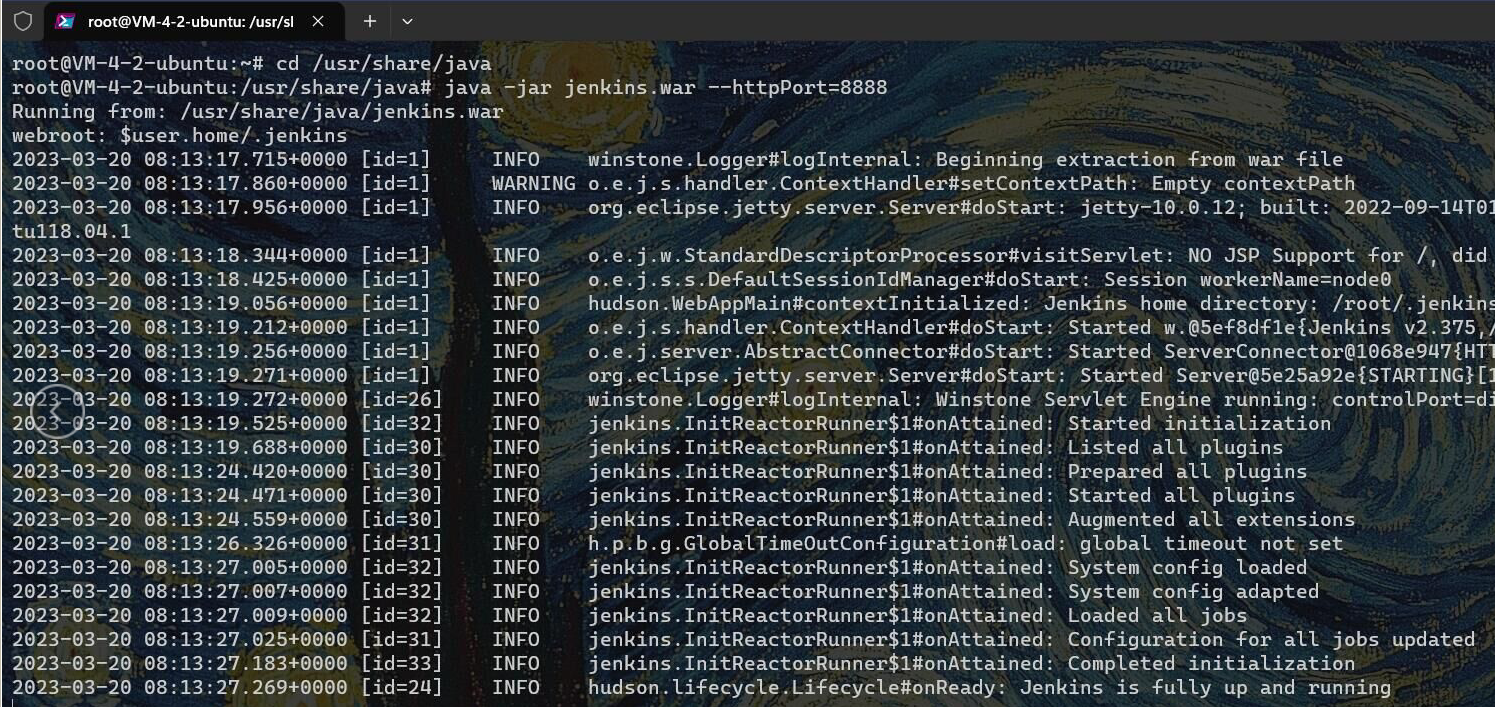 root@VM-4-2-ubuntu: /usr/sl
root@VM-4-2-ubuntu:~# cd /usr/share/java
root@VM-4-2-ubuntu:/usr/share/java# java -jar jenkins.war --httpPort=8888
Running from: /usr/share/java/jenkins.war
webroot: $user.home/.jenkins
2023-03-20 08:13:17.715+0000 [id=1] INFO winstone.Logger#logInternal: Beginning extraction from war file
2023-03-20 08:13:17.860+0000 [id=1] WARNING o.e.j.s.handler.ContextHandler#setContextPath: Empty contextPath
2023-03-20 08:13:17.956+0000 [id=1] INFO org.eclipse.jetty.server.Server#doStart: jetty-10.0.12; built: 2022-09-14T01
tu118.04.1
2023-03-20 08:13:18.344+0000 [id=1] INFO o.e.j.w.StandardDescriptorProcessor#visitServlet: NO JSP Support for /, did
2023-03-20 08:13:18.425+0000 [id=1] INFO o.e.j.s.s.DefaultSessionIdManager#doStart: Session workerName=node0
2023-03-20 08:13:19.056+0000 [id=1] INFO hudson.WebAppMain#contextInitialized: Jenkins home directory: /root/.jenkins
2023-03-20 08:13:19.212+0000 [id=1] INFO o.e.j.s.handler.ContextHandler#doStart: Started w.@5ef8df1e{Jenkins v2.375,/
2023-03-20 08:13:19.256+0000 [id=1] INFO o.e.j.server.AbstractConnector#doStart: Started ServerConnector@1068e947{HTT
2023-03-20 08:13:19.271+0000 [id=1] INFO org.eclipse.jetty.server.Server#doStart: Started Server@5e25a92e{STARTING}[1
2023-03-20 08:13:19.272+0000 [id=26] INFO winstone.Logger#logInternal: Winstone Servlet Engine running: controlPort=di
2023-03-20 08:13:19.525+0000 [id=32] INFO jenkins.InitReactorRunner$1#onAttained: Started initialization
2023-03-20 08:13:19.688+0000 [id=30] INFO jenkins.InitReactorRunner$1#onAttained: Listed all plugins
2023-03-20 08:13:24.420+0000 [id=30] INFO jenkins.InitReactorRunner$1#onAttained: Prepared all plugins
2023-03-20 08:13:24.471+0000 [id=30] INFO jenkins.InitReactorRunner$1#onAttained: Started all plugins
2023-03-20 08:13:24.559+0000 [id=30] INFO jenkins.InitReactorRunner$1#onAttained: Augmented all extensions
2023-03-20 08:13:26.326+0000 [id=31] INFO h.p.b.g.GlobalTimeOutConfiguration#load: global timeout not set
2023-03-20 08:13:27.005+0000 [id=32] INFO jenkins.InitReactorRunner$1#onAttained: System config loaded
2023-03-20 08:13:27.007+0000 [id=32] INFO jenkins.InitReactorRunner$1#onAttained: System config adapted
2023-03-20 08:13:27.009+0000 [id=32] INFO jenkins.InitReactorRunner$1#onAttained: Loaded all jobs
2023-03-20 08:13:27.025+0000 [id=31] INFO jenkins.InitReactorRunner$1#onAttained: Configuration for all jobs updated
2023-03-20 08:13:27.183+0000 [id=33] INFO jenkins.InitReactorRunner$1#onAttained: Completed initialization
2023-03-20 08:13:27.269+0000 [id=24] INFO hudson.lifecycle.Lifecycle#onReady: Jenkins is fully up and running